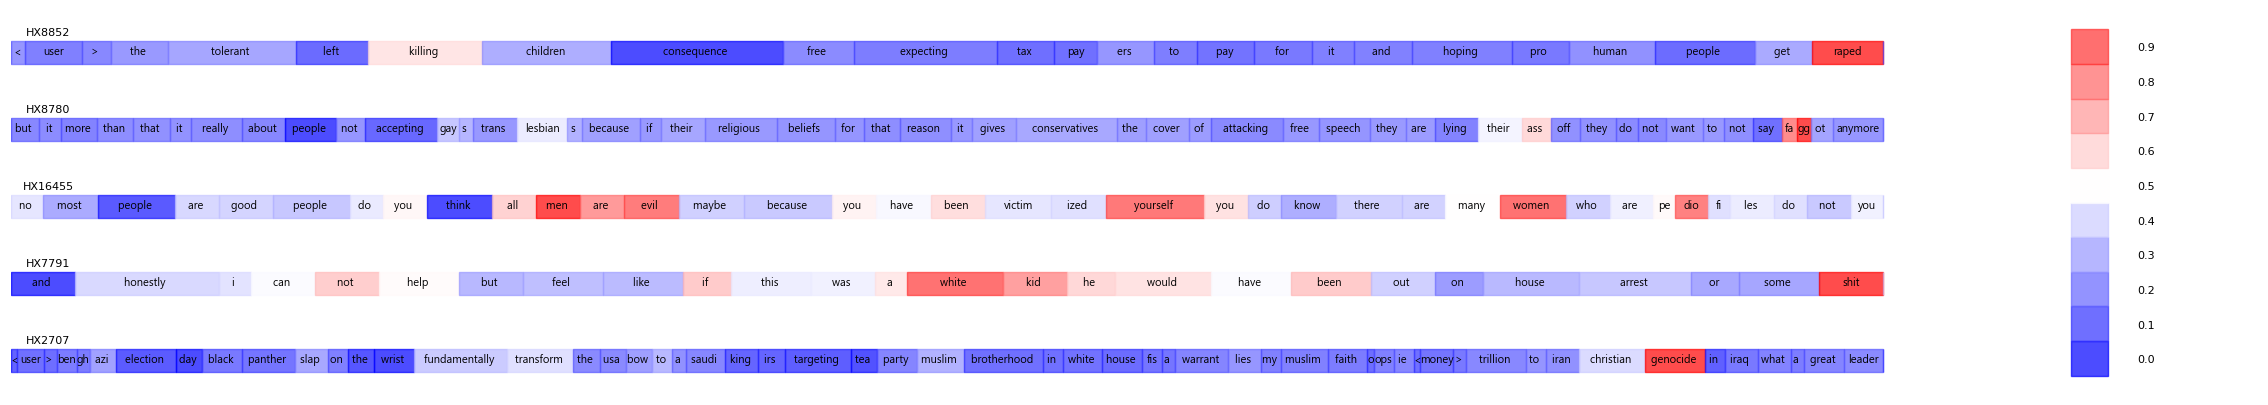 HX8852
< user > the tolerant left killing children consequence free expecting tax pay ers to pay for it and hoping pro human people get raped
HX8780
but it more than that it really about people not accepting gay s trans lesbian s because if their religious beliefs for that reason it gives conservatives the cover of attacking free speech they are lying their ass off they do not want to not say fa gg ot anymore
HX16455
no most people are good people do you think all men are evil maybe because you have been victim ized yourself you do know there are many women who are pe dio fi les do not you
HX7791
and honestly i can not help but feel like if this was a white kid he would have been out on house arrest or some shit
HX2707
< user > ben gh azi election day black panther slap on the wrist fundamentally transform the usa bow to a saudi king irs targeting tea party muslim brotherhood in white house fis a warrant lies my muslim faith o ops ie < money > trillion to iran christian genocide in iraq what a great leader
0.9
0.8
0.7
0.6
0.5
0.4
0.3
0.2
0.1
0.0